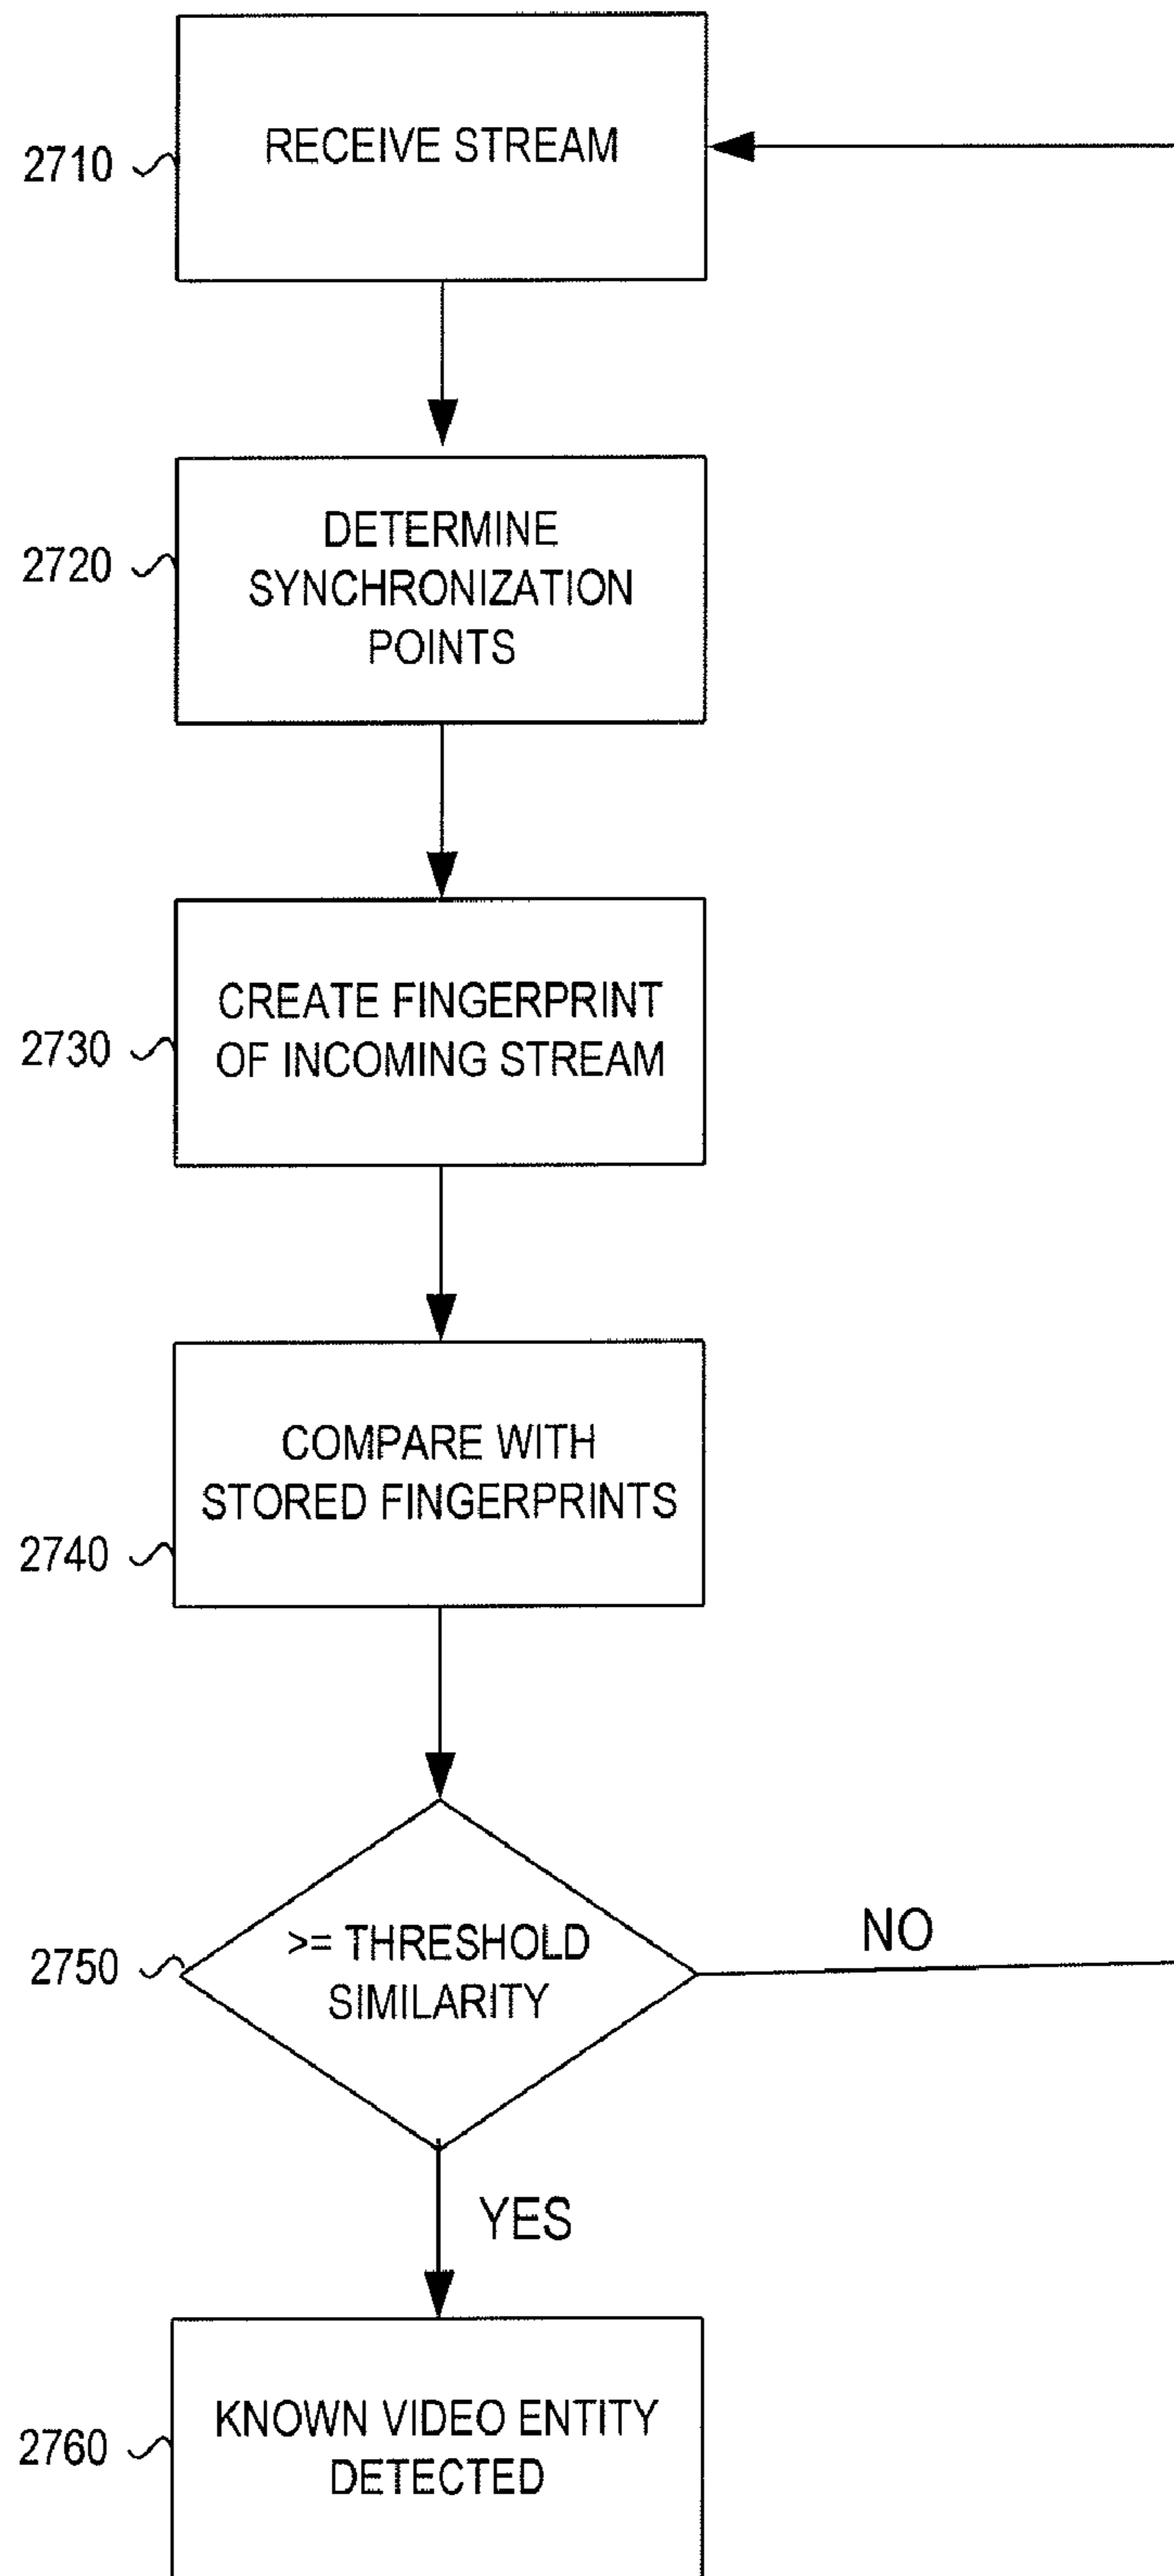 RECEIVE STREAM
2710
DETERMINE
SYNCHRONIZATION
POINTS
2720
CREATE FINGERPRINT
OF INCOMING STREAM
2730
COMPARE WITH
STORED FINGERPRINTS
2740
>= THRESHOLD
SIMILARITY
2750
NO
YES
KNOWN VIDEO ENTITY
DETECTED
2760